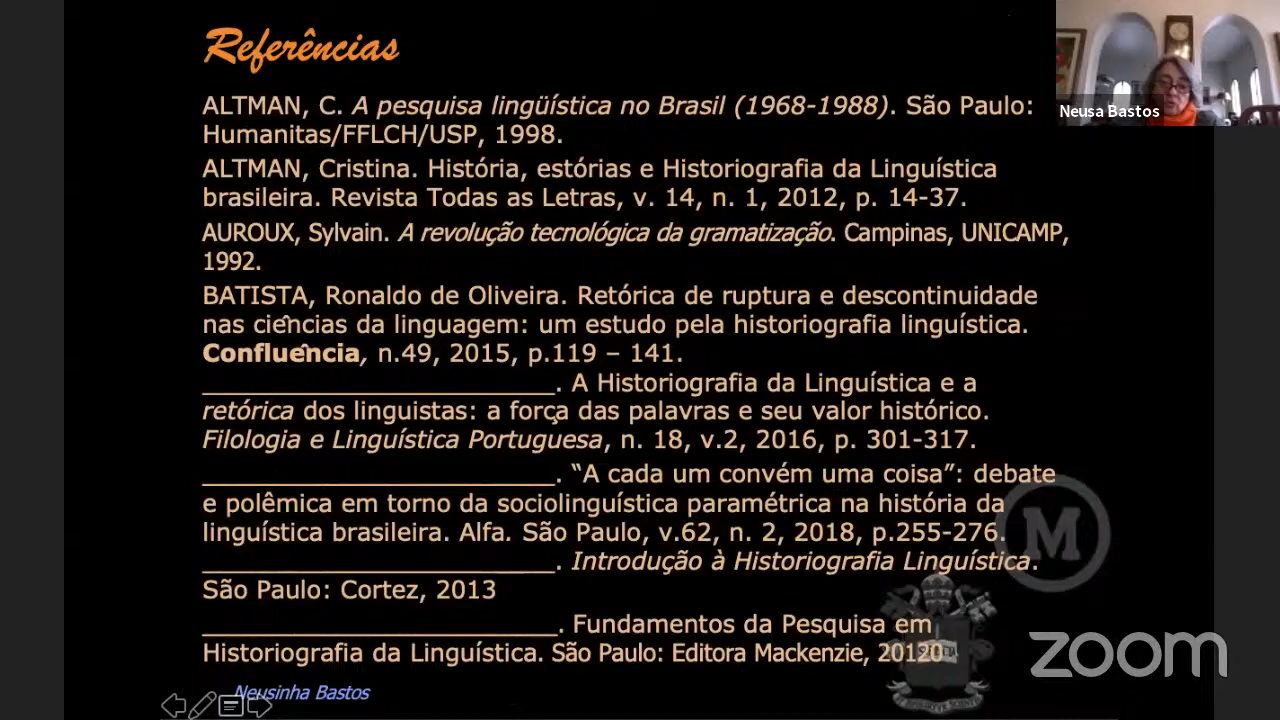 Referências
ALTMAN, C. A pesquisa lingüística no Brasil (1968-1988). São Paulo:
Humanitas/FFLCH/USP, 1998.
ALTMAN, Cristina. História, estórias e Historiografia da Linguística
brasileira. Revista Todas as Letras, v. 14, n. 1, 2012, p. 14-37.
AUROUX, Sylvain. A revolução tecnológica da gramatização. Campinas, UNICAMP,
1992.
BATISTA, Ronaldo de Oliveira. Retórica de ruptura e descontinuidade
nas ciências da linguagem: um estudo pela historiografia linguística.
Confluência, n.49, 2015, p.119 – 141.
__________________________. A Historiografia da Linguística e a
retórica dos linguistas: a força das palavras e seu valor histórico.
Filologia e Linguística Portuguesa, n. 18, v.2, 2016, p. 301-317.
__________________________. “A cada um convém uma coisa”: debate
e polêmica em torno da sociolinguística paramétrica na história da
linguística brasileira. Alfa. São Paulo, v.62, n. 2, 2018, p.255-276.
__________________________. Introdução à Historiografia Linguística.
São Paulo: Cortez, 2013
__________________________. Fundamentos da Pesquisa em
Historiografia da Linguística. São Paulo: Editora Mackenzie, 20120
Neusinha Bastos
Neusa Bastos
M
zoom